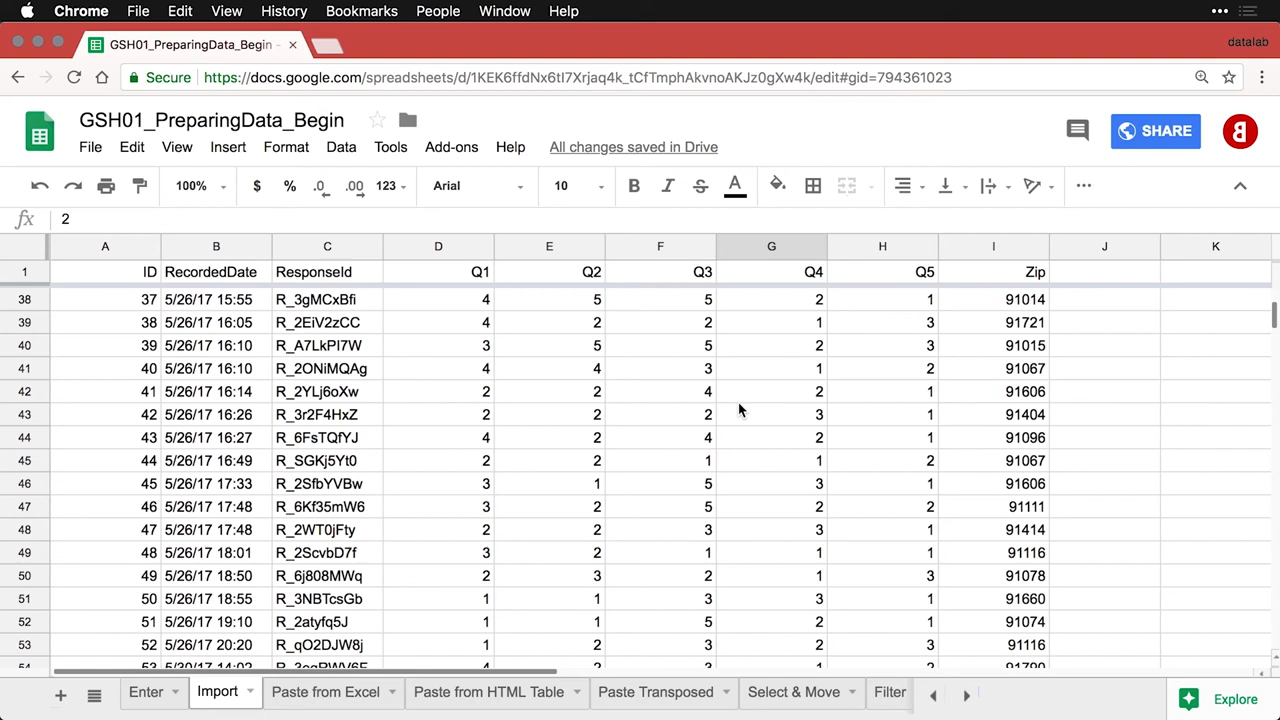 Chrome File Edit View History Bookmarks People Window Help
GSH01_PreparingData_Begin - datalab
Secure https://docs.google.com/spreadsheets/d/1KEK6ffdNx6tI7Xrjaq4k_tCfTmphAkvnoAKJz0gXw4k/edit#gid=794361023
GSH01_PreparingData_Begin
SHARE
File Edit View Insert Format Data Tools Add-ons Help All changes saved in Drive
100% $ % .0 .00 123 Arial 10 B I S A
fx 2
A B C D E F G H I J K
1 ID RecordedDate ResponseId Q1 Q2 Q3 Q4 Q5 Zip
38 37 5/26/17 15:55 R_3gMCxBfi 4 5 5 2 1 91014
39 38 5/26/17 16:05 R_2EiV2zCC 4 2 2 1 3 91721
40 39 5/26/17 16:10 R_A7LkPI7W 3 5 5 2 3 91015
41 40 5/26/17 16:10 R_2ONiMQAg 4 4 3 1 2 91067
42 41 5/26/17 16:14 R_2YLj6oXw 2 2 4 2 1 91606
43 42 5/26/17 16:26 R_3r2F4HxZ 2 2 2 3 1 91404
44 43 5/26/17 16:27 R_6FsTQfYJ 4 2 4 2 1 91096
45 44 5/26/17 16:49 R_SGKj5Yt0 2 2 1 1 2 91067
46 45 5/26/17 17:33 R_2SfbYVBw 3 1 5 3 1 91606
47 46 5/26/17 17:48 R_6Kf35mW6 3 2 5 2 2 91111
48 47 5/26/17 17:48 R_2WT0jFty 2 2 3 3 1 91414
49 48 5/26/17 18:01 R_2ScvbD7f 3 2 1 1 1 91116
50 49 5/26/17 18:50 R_6j808MWq 2 3 2 1 3 91078
51 50 5/26/17 18:55 R_3NBTcsGb 1 1 3 3 1 91660
52 51 5/26/17 19:10 R_2atyfq5J 1 1 5 2 1 91074
53 52 5/26/17 20:20 R_qO2DJW8j 1 2 3 2 3 91116
54 53 5/30/17 14:02 4 2 3 1 2 91790
Enter Import Paste from Excel Paste from HTML Table Paste Transposed Select & Move Filter Explore